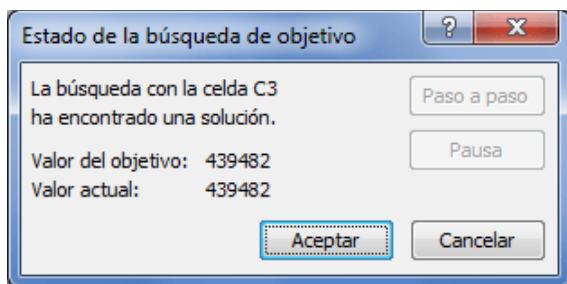 Estado de la búsqueda de objetivo
La búsqueda con la celda C3
ha encontrado una solución.
Paso a paso
Valor del objetivo: 439482
Pausa
Valor actual: 439482
Aceptar
Cancelar